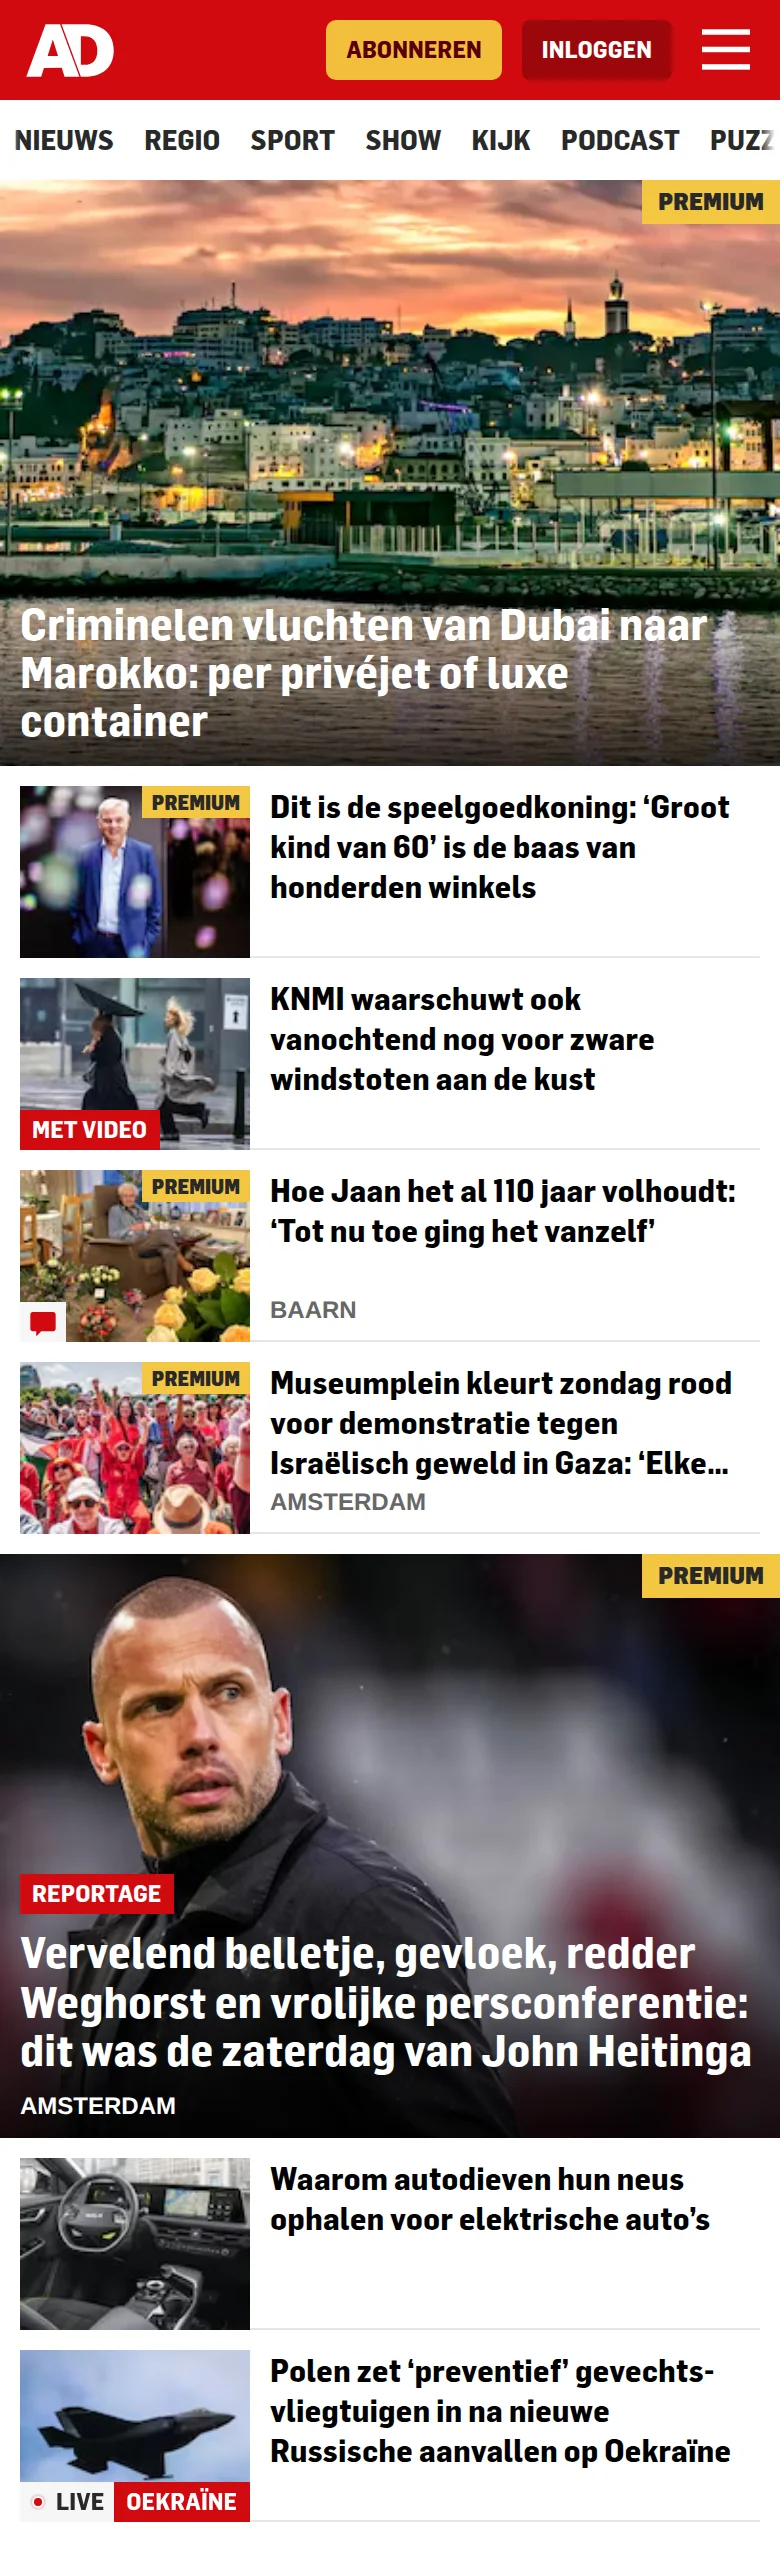 AD
ABONNEREN
INLOGGEN
NIEUWS REGIO SPORT SHOW KIJK PODCAST PUZZ
PREMIUM
Criminelen vluchten van Dubai naar
Marokko: per privéjet of luxe
container
PREMIUM
Dit is de speelgoedkoning: ‘Groot
kind van 60’ is de baas van
honderden winkels
KNMI waarschuwt ook
vanochtend nog voor zware
windstoten aan de kust
MET VIDEO
PREMIUM
Hoe Jaan het al 110 jaar volhoudt:
‘Tot nu toe ging het vanzelf’
BAARN
PREMIUM
Museumplein kleurt zondag rood
voor demonstratie tegen
Israëlisch geweld in Gaza: ‘Elke...
AMSTERDAM
PREMIUM
REPORTAGE
Vervelend belletje, gevloek, redder
Weghorst en vrolijke persconferentie:
dit was de zaterdag van John Heitinga
AMSTERDAM
Waarom autodieven hun neus
ophalen voor elektrische auto’s
Polen zet ‘preventief’ gevechts-
vliegtuigen in na nieuwe
Russische aanvallen op Oekraïne
LIVE OEKRAÏNE